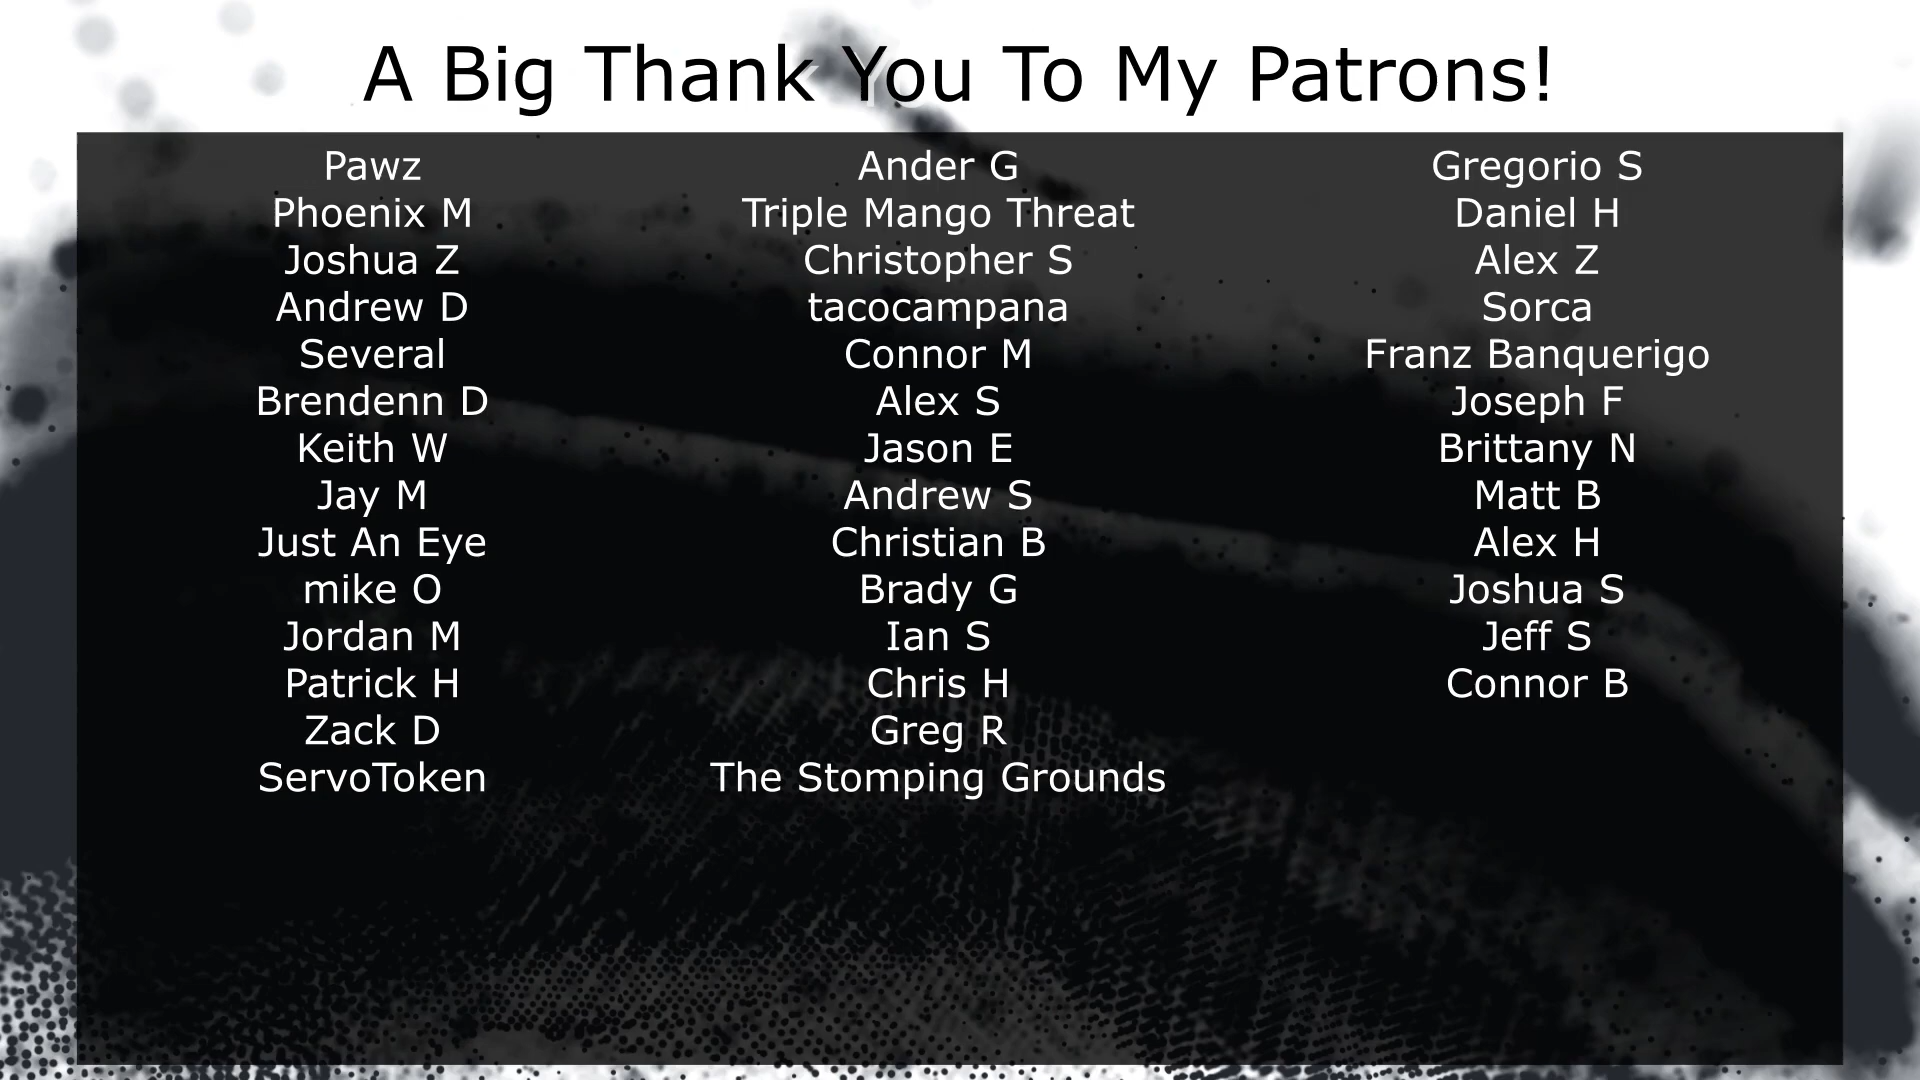 A Big Thank You To My Patrons!
Pawz
Phoenix M
Joshua Z
Andrew D
Several
Brendenn D
Keith W
Jay M
Just An Eye
mike O
Jordan M
Patrick H
Zack D
ServoToken
Ander G
Triple Mango Threat
Christopher S
tacocampana
Connor M
Alex S
Jason E
Andrew S
Christian B
Brady G
Ian S
Chris H
Greg R
The Stomping Grounds
Gregorio S
Daniel H
Alex Z
Sorca
Franz Banquerigo
Joseph F
Brittany N
Matt B
Alex H
Joshua S
Jeff S
Connor B